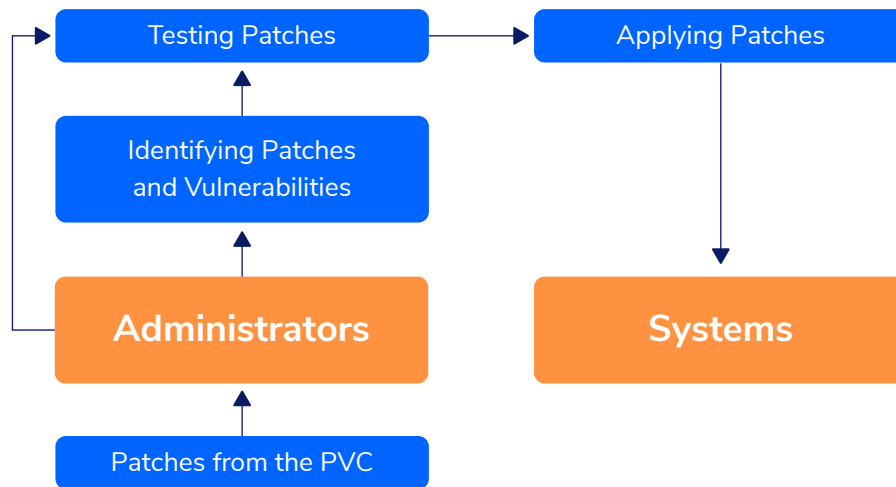 Testing Patches
Applying Patches
Identifying Patches
and Vulnerabilities
Administrators
Systems
Patches from the PVC